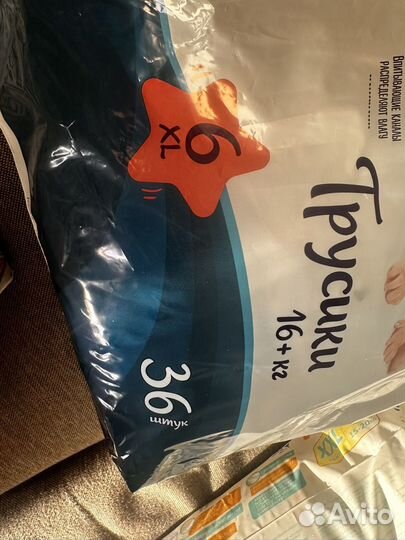 Впитывающие каналы
распределяют влагу
6
XL
Трусики
16+ кг
36
штук
Avito